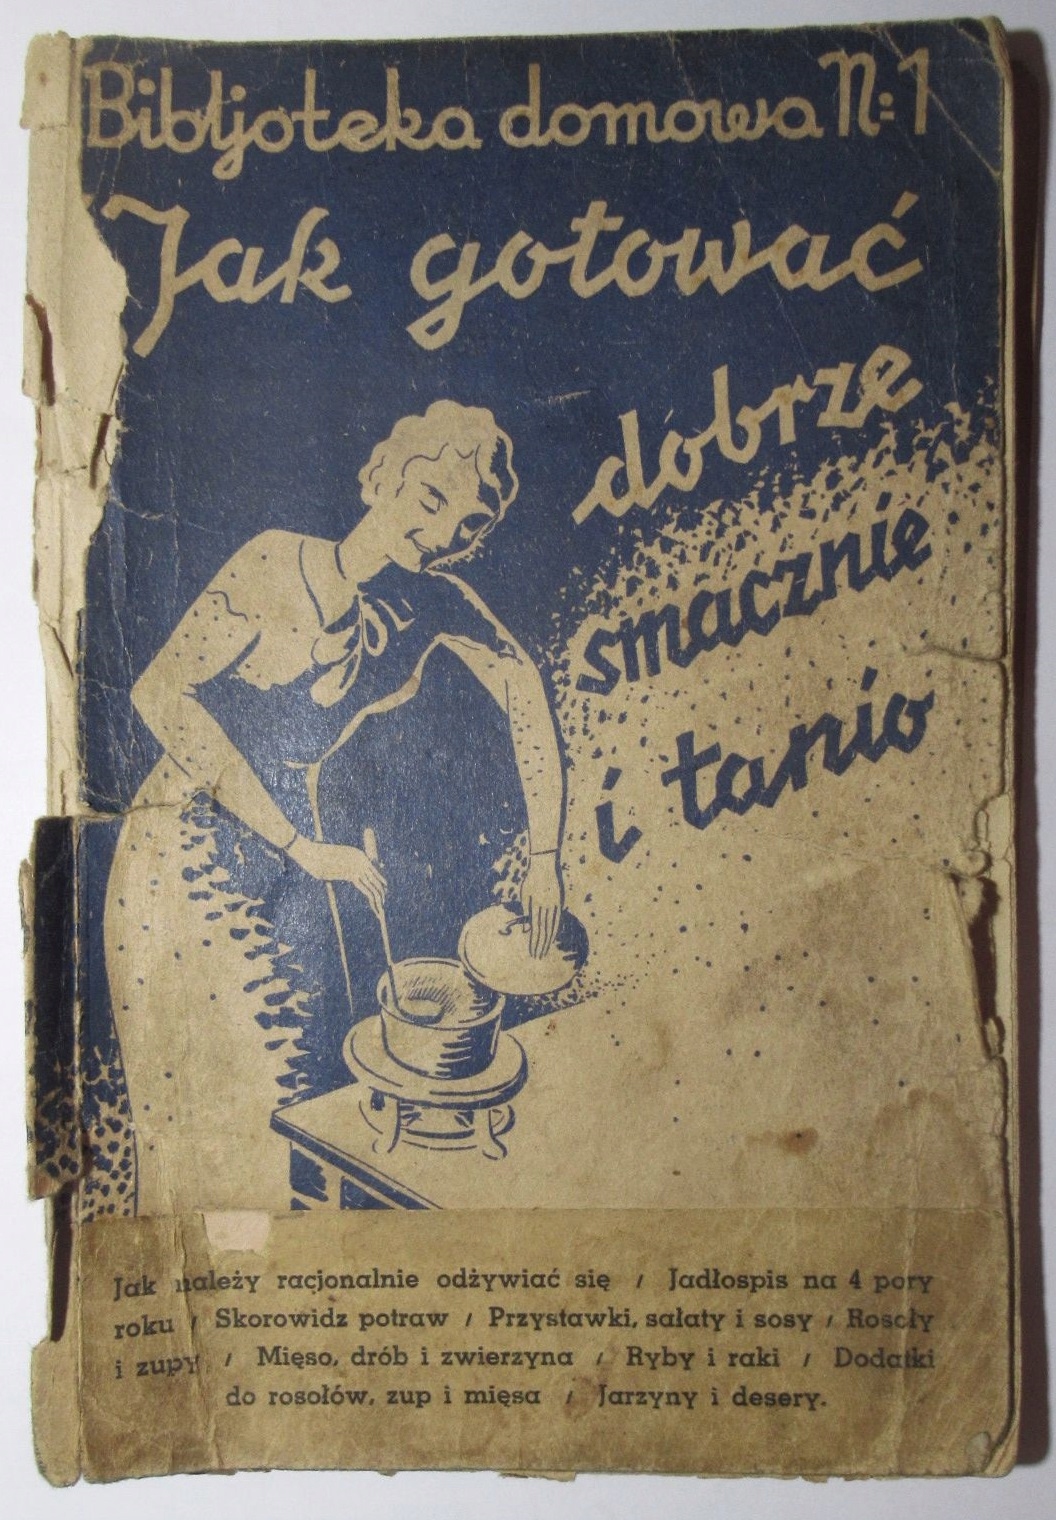 Bibljoteka domowa N:1
Jak gotować
dobrze
smacznie
i tanio
Jak należy racjonalnie odżywiać się / Jadłospis na 4 pory
roku / Skorowidz potraw / Przystawki, sałaty i sosy / Rosoły
i zupy / Mięso, drób i zwierzyna / Ryby i raki / Dodatki
do rosołów, zup i mięsa / Jarzyny i desery.